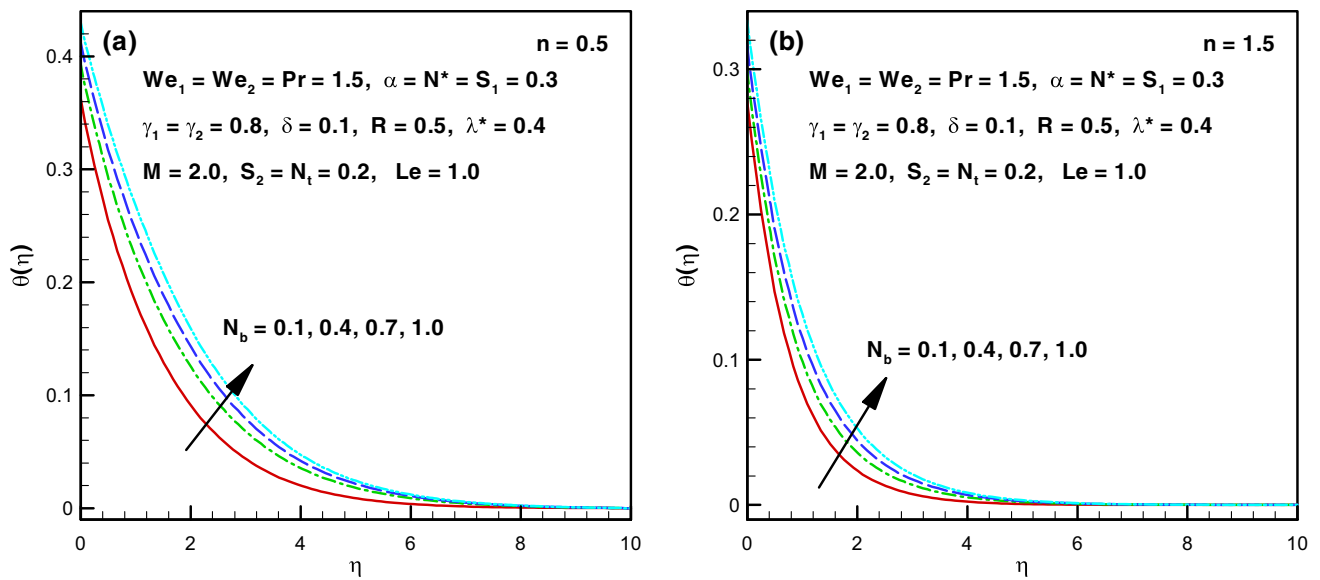 (a)
n = 0.5
We₁ = We₂ = Pr = 1.5, α = N* = S₁ = 0.3
γ₁ = γ₂ = 0.8, δ = 0.1, R = 0.5, λ* = 0.4
M = 2.0, S₂ = Nₜ = 0.2, Le = 1.0
N_b = 0.1, 0.4, 0.7, 1.0
θ(η)
0.4
0.3
0.2
0.1
0
0 2 4 6 8 10
η
(b)
n = 1.5
We₁ = We₂ = Pr = 1.5, α = N* = S₁ = 0.3
γ₁ = γ₂ = 0.8, δ = 0.1, R = 0.5, λ* = 0.4
M = 2.0, S₂ = Nₜ = 0.2, Le = 1.0
N_b = 0.1, 0.4, 0.7, 1.0
θ(η)
0.3
0.2
0.1
0
0 2 4 6 8 10
η